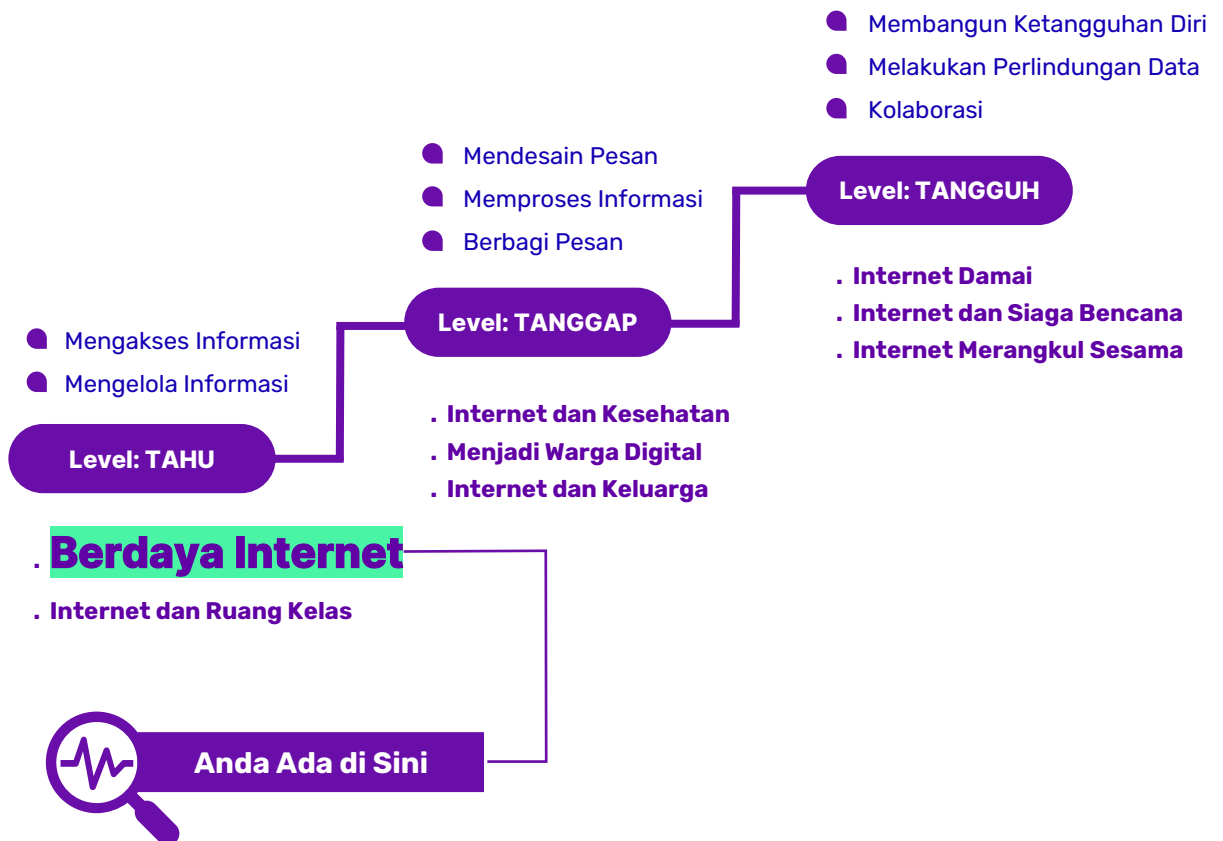 Membangun Ketangguhan Diri
Melakukan Perlindungan Data
Kolaborasi
Level: TANGGUH
. Internet Damai
. Internet dan Siaga Bencana
. Internet Merangkul Sesama
Mendesain Pesan
Memproses Informasi
Berbagi Pesan
Level: TANGGAP
. Internet dan Kesehatan
. Menjadi Warga Digital
. Internet dan Keluarga
Mengakses Informasi
Mengelola Informasi
Level: TAHU
. Berdaya Internet
. Internet dan Ruang Kelas
Anda Ada di Sini